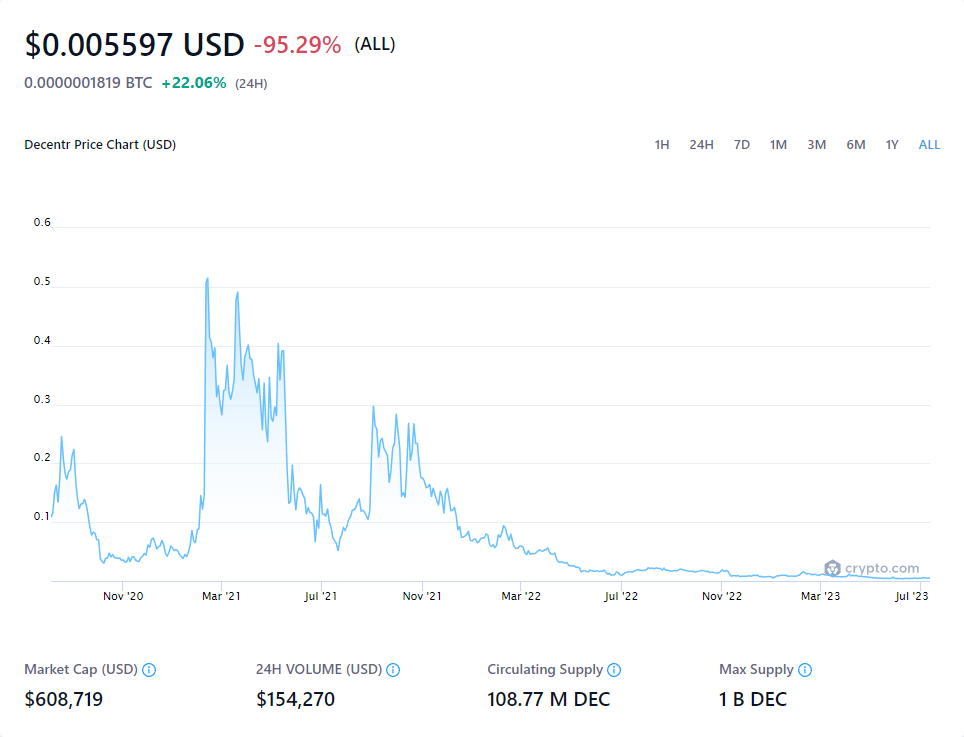 $0.005597 USD -95.29% (ALL)
0.0000001819 BTC +22.06% (24H)
Decentr Price Chart (USD) 1H 24H 7D 1M 3M 6M 1Y ALL
0.6
0.5
0.4
0.3
0.2
0.1
crypto.com
Nov '20 Mar '21 Jul '21 Nov '21 Mar '22 Jul '22 Nov '22 Mar '23 Jul '23
Market Cap (USD) 24H VOLUME (USD) Circulating Supply Max Supply
$608,719 $154,270 108.77 M DEC 1 B DEC